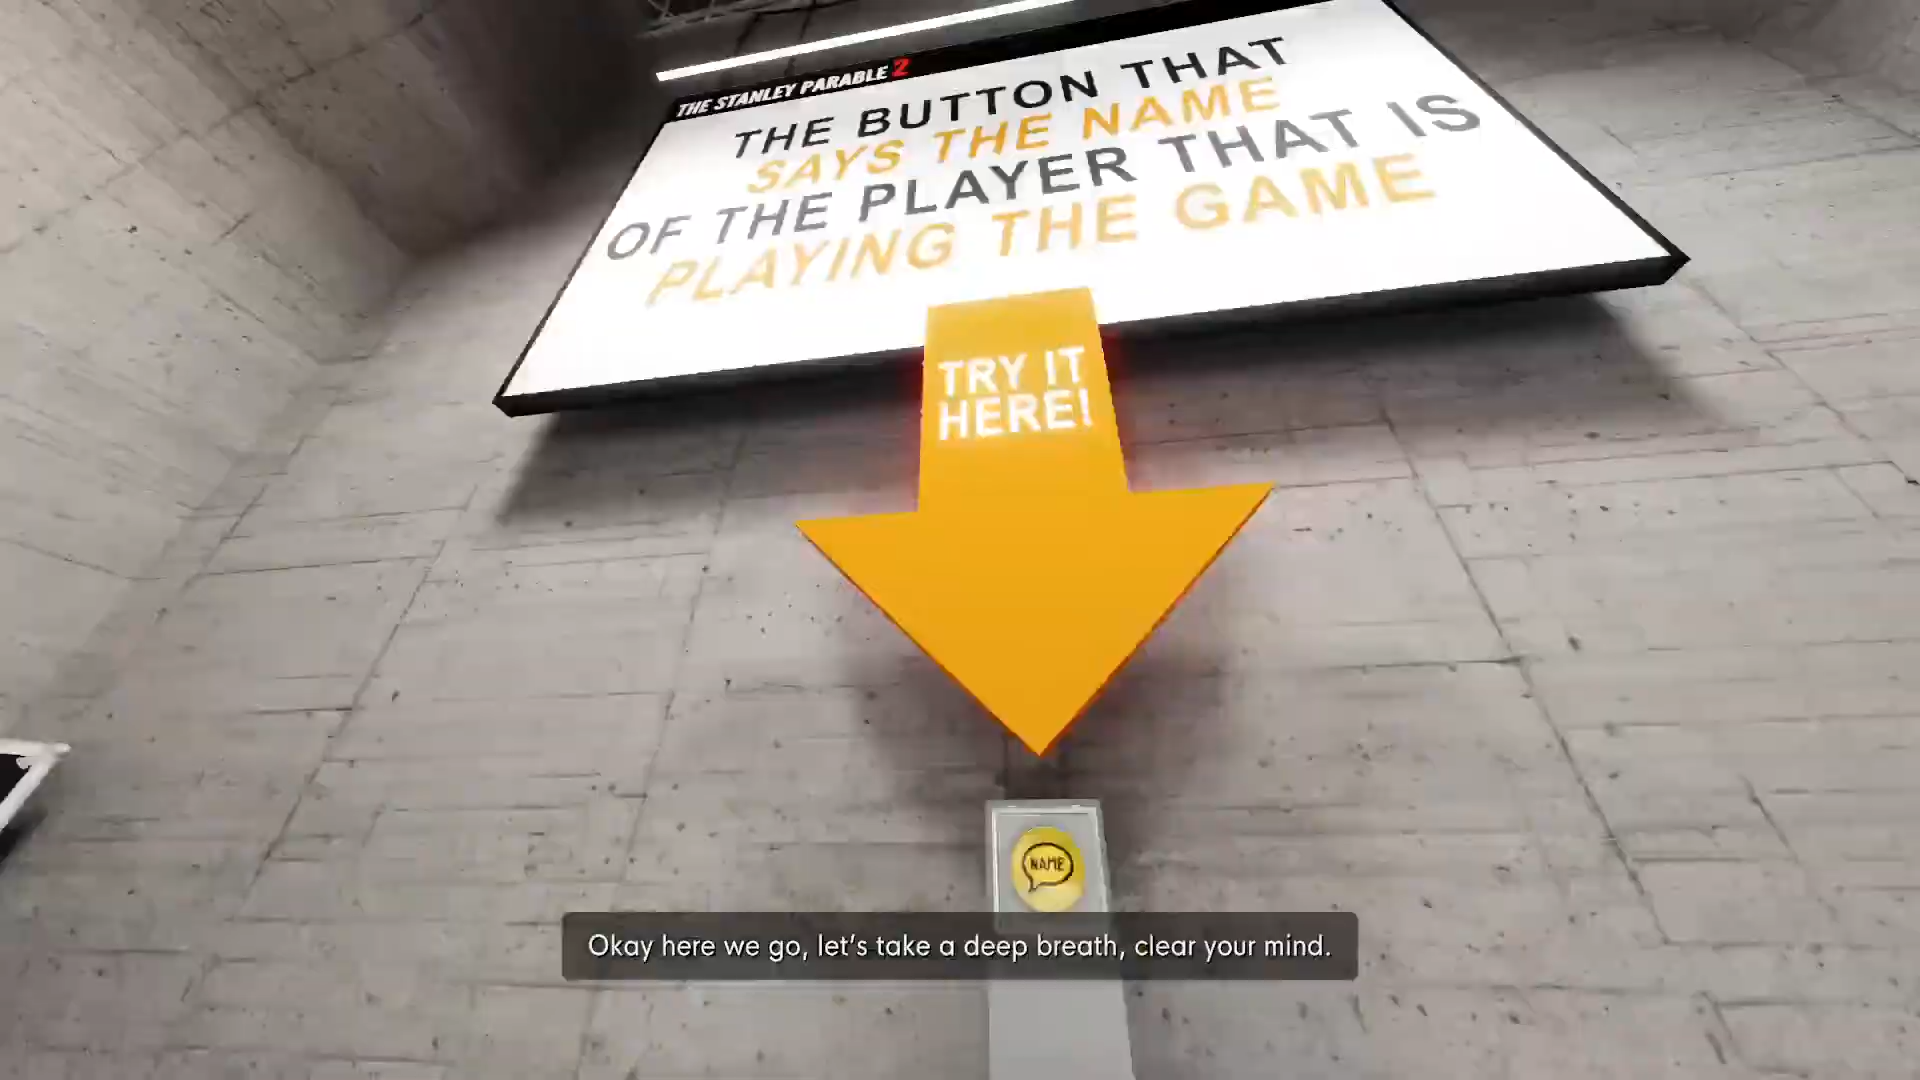 THE STANLEY PARABLE 2
THE BUTTON THAT
SAYS THE NAME
OF THE PLAYER THAT IS
PLAYING THE GAME
TRY IT
HERE!
NAME
Okay here we go, let's take a deep breath, clear your mind.